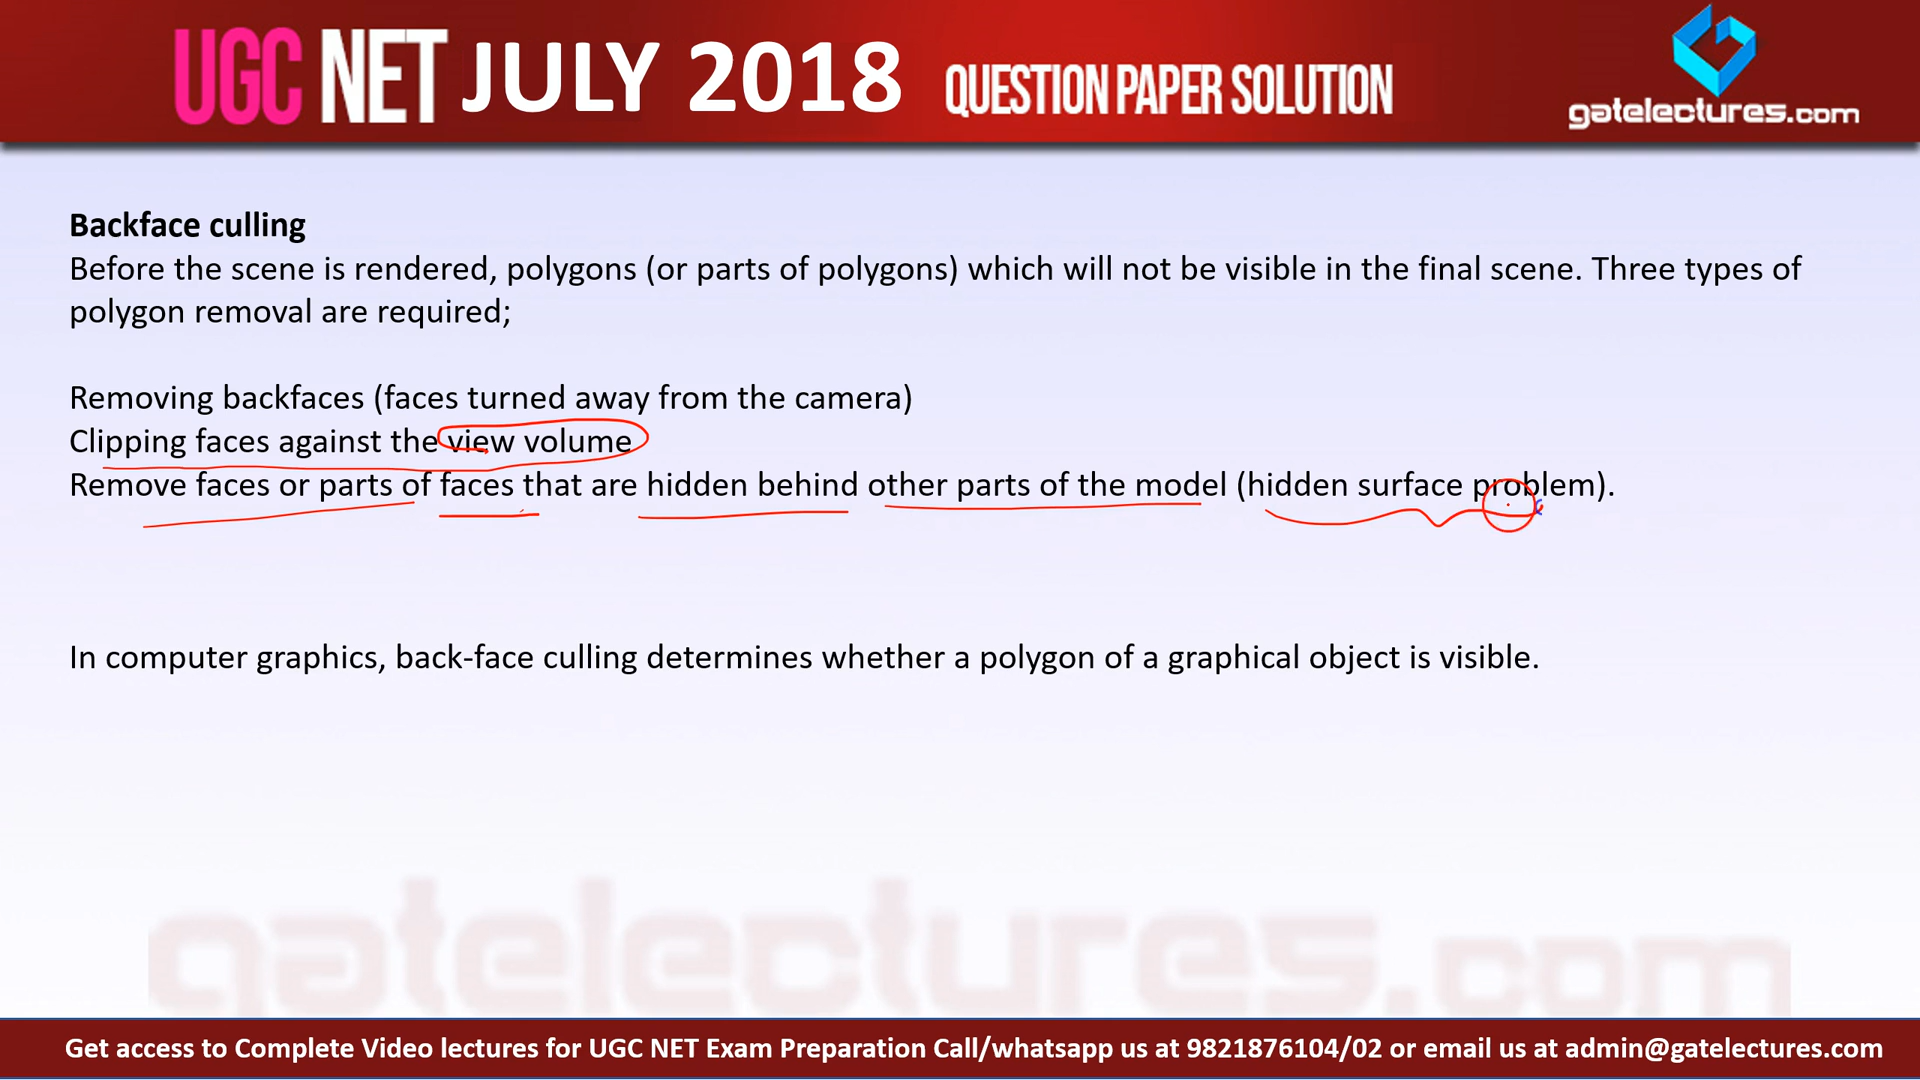 UGC NET JULY 2018 QUESTION PAPER SOLUTION
gatelectures.com
Backface culling
Before the scene is rendered, polygons (or parts of polygons) which will not be visible in the final scene. Three types of
polygon removal are required;
Removing backfaces (faces turned away from the camera)
Clipping faces against the view volume
Remove faces or parts of faces that are hidden behind other parts of the model (hidden surface problem).
In computer graphics, back-face culling determines whether a polygon of a graphical object is visible.
gatelectures.com
Get access to Complete Video lectures for UGC NET Exam Preparation Call/whatsapp us at 9821876104/02 or email us at admin@gatelectures.com